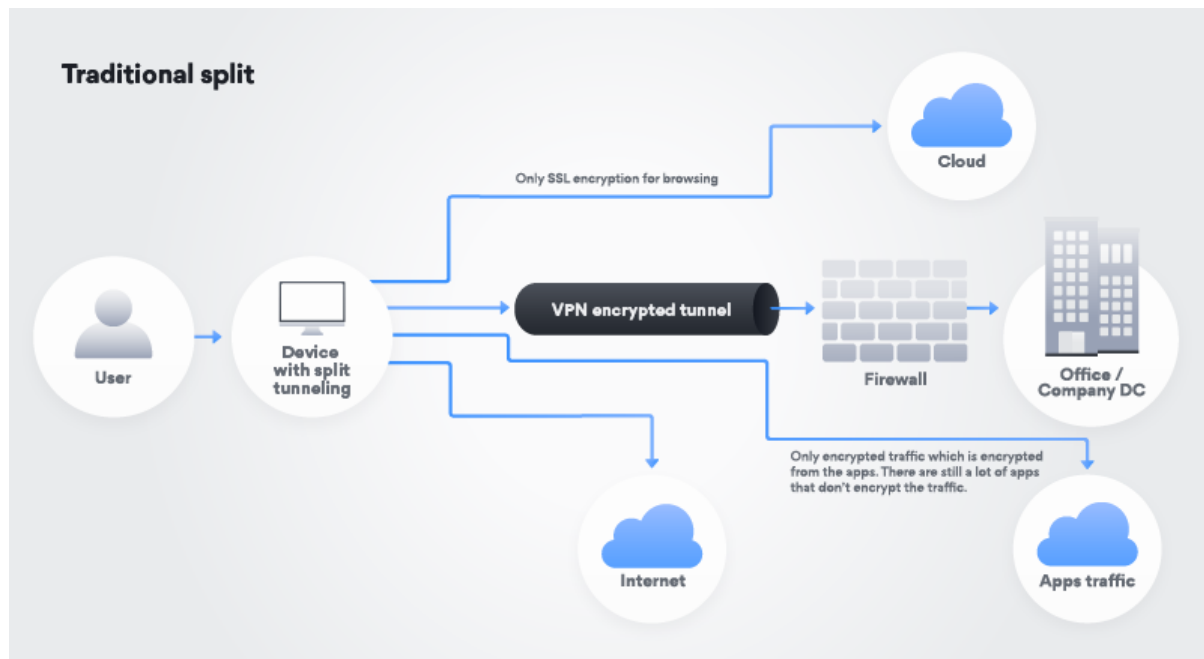 Traditional split
Cloud
Only SSL encryption for browsing
VPN encrypted tunnel
User
Device
with split
tunneling
Firewall
Office /
Company DC
Only encrypted traffic which is encrypted
from the apps. There are still a lot of apps
that don't encrypt the traffic.
Internet
Apps traffic